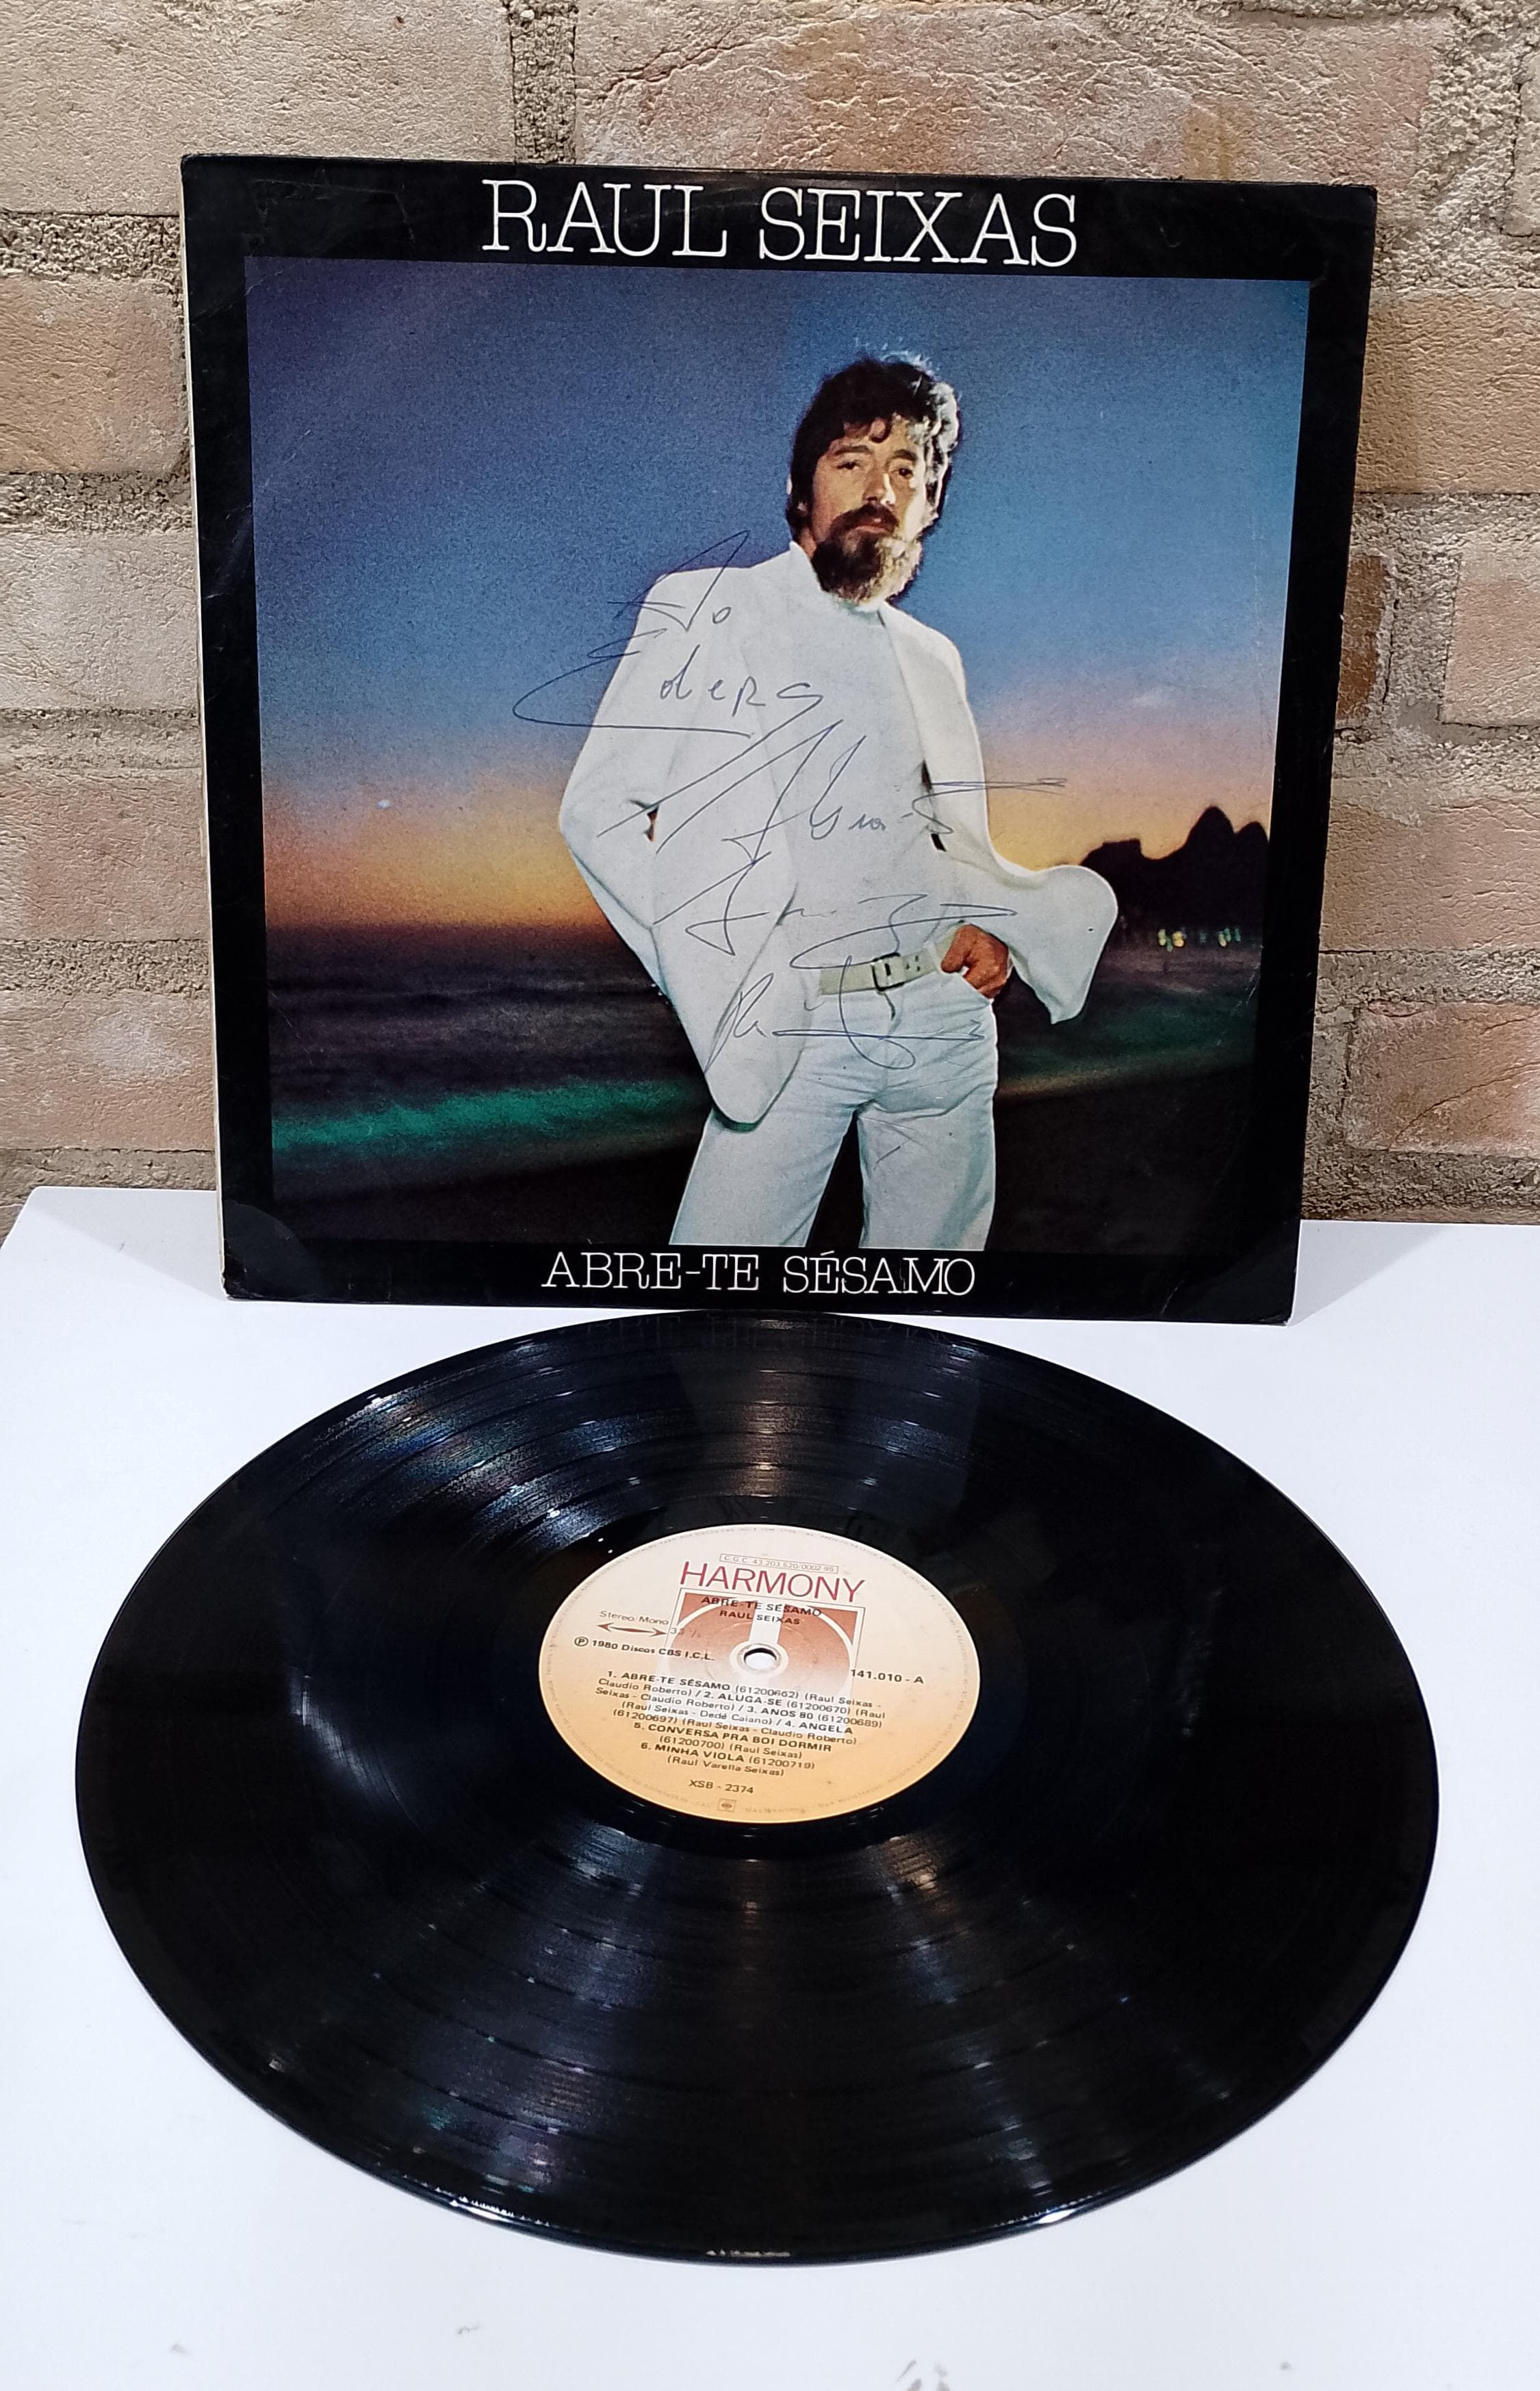 RAUL SEIXAS
ABRE-TE SÉSAMO
HARMONY
ABRE-TE SÉSAMO
RAUL SEIXAS
Stereo/Mono
33
Ⓟ 1980 Discos CBS I.C.L.
141.010 - A
1. ABRE-TE SÉSAMO (61200662) (Raul Seixas -
Claudio Roberto) / 2. ALUGA-SE (61200670) (Raul
Seixas - Claudio Roberto) / 3. ANOS 80 (61200689)
(Raul Seixas - Dedé Caiano) / 4. ANGELA
(61200697) (Raul Seixas - Claudio Roberto)
5. CONVERSA PRA BOI DORMIR
(61200700) (Raul Seixas)
6. MINHA VIOLA (61200719)
(Raul Varella Seixas)
XSB - 2374